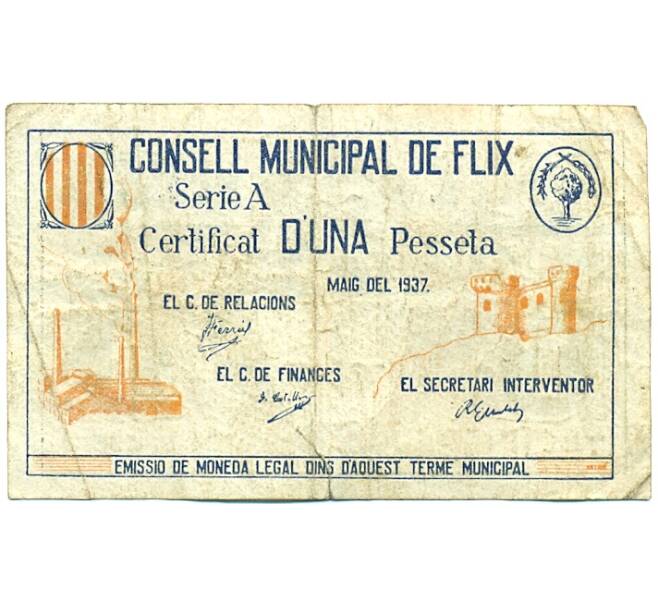 CONSELL MUNICIPAL DE FLIX
Serie A
Certificat D'UNA Pesseta
MAIG DEL 1937.
EL C. DE RELACIONS
EL C. DE FINANCES
EL SECRETARI INTERVENTOR
EMISSIO DE MONEDA LEGAL DINS D'AQUEST TERME MUNICIPAL